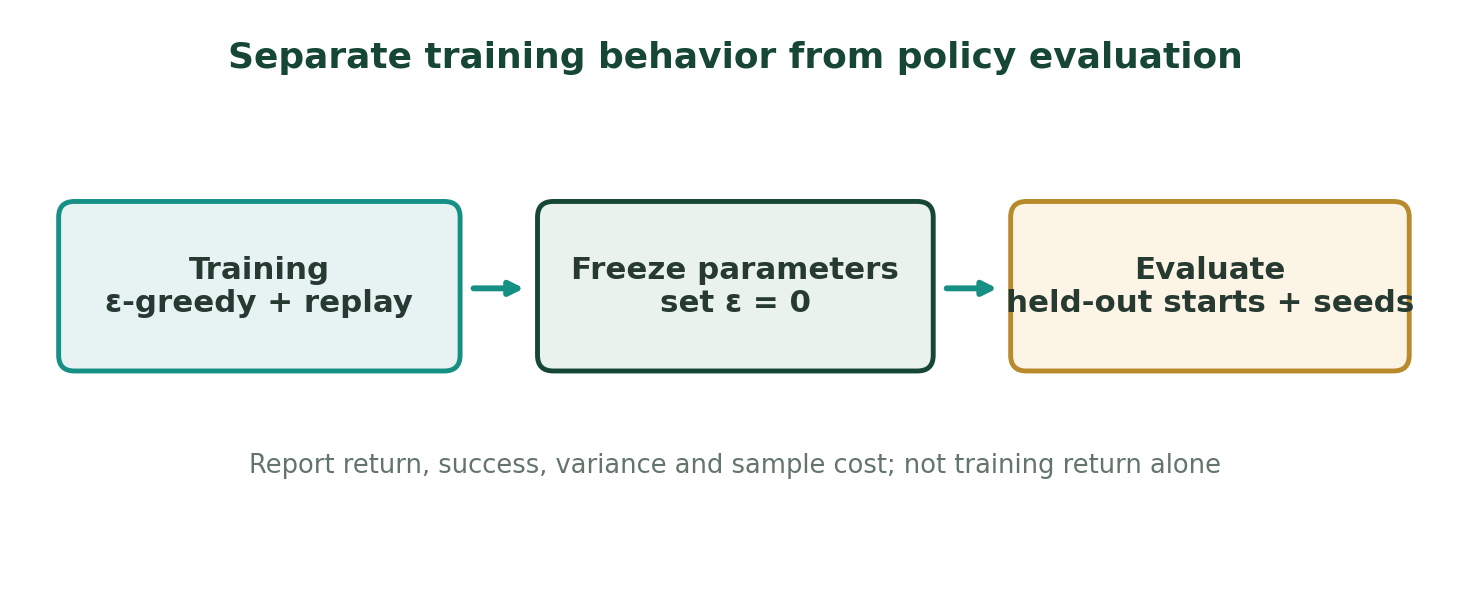 Separate training behavior from policy evaluation
Training
ε-greedy + replay
Freeze parameters
set ε = 0
Evaluate
held-out starts + seeds
Report return, success, variance and sample cost; not training return alone